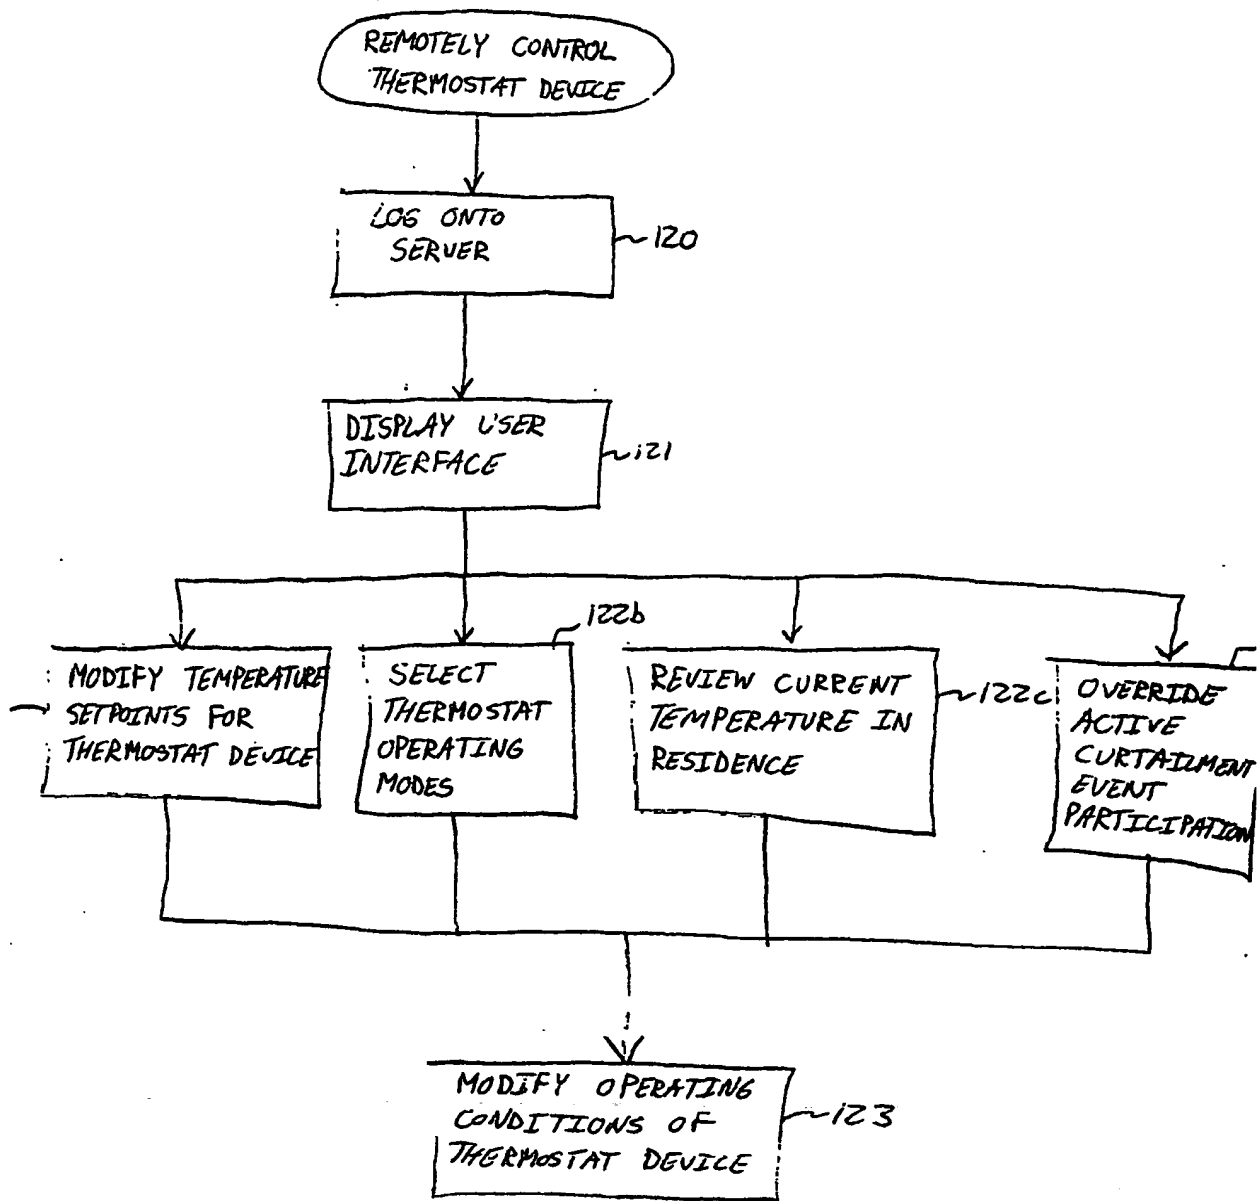 REMOTELY CONTROL
THERMOSTAT DEVICE
LOG ONTO
SERVER
120
DISPLAY USER
INTERFACE
121
122b
MODIFY TEMPERATURE
SETPOINTS FOR
THERMOSTAT DEVICE
SELECT
THERMOSTAT
OPERATING
MODES
REVIEW CURRENT
TEMPERATURE IN
RESIDENCE
122c
OVERRIDE
ACTIVE
CURTAILMENT
EVENT
PARTICIPATION
MODIFY OPERATING
CONDITIONS OF
THERMOSTAT DEVICE
123